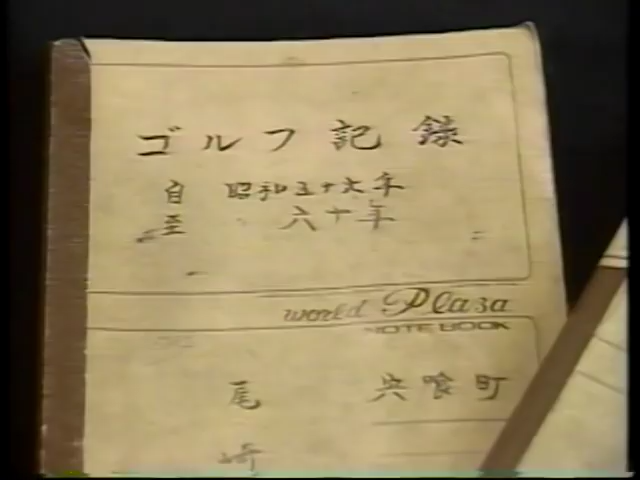 ゴルフ記録
自 昭和五十六年
至 六十年
world Plaza
NOTE BOOK
尾 宍喰町
崎